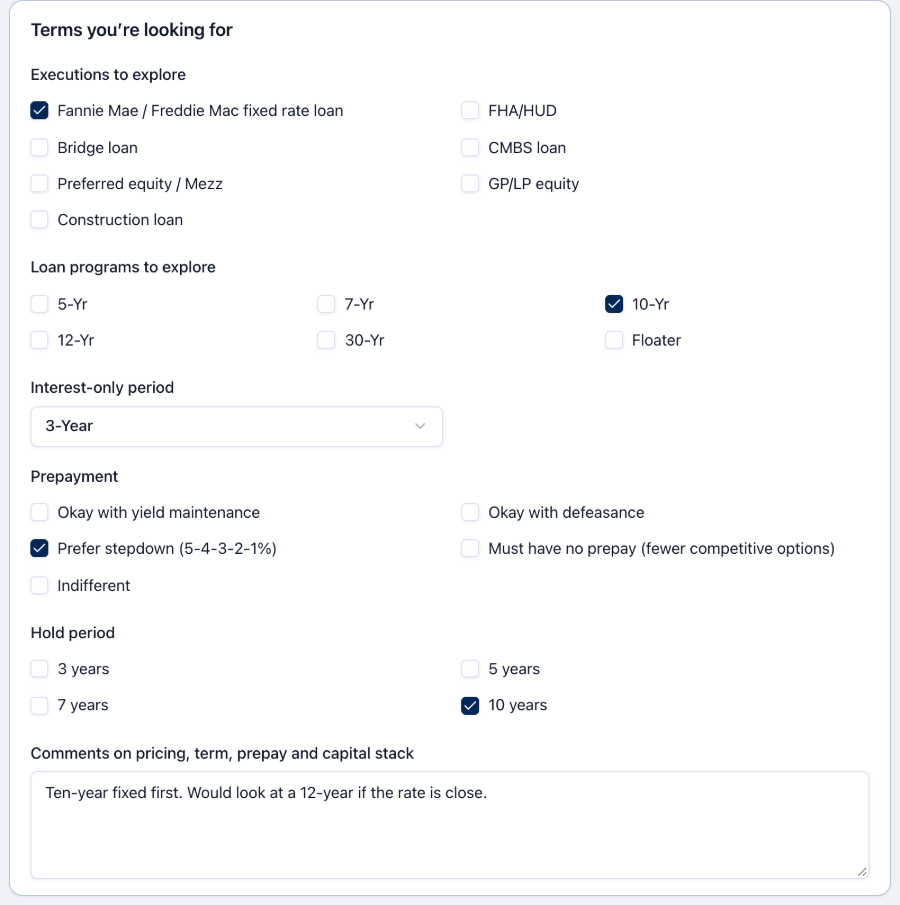 Terms you're looking for
Executions to explore
Fannie Mae / Freddie Mac fixed rate loan
FHA/HUD
Bridge loan
CMBS loan
Preferred equity / Mezz
GP/LP equity
Construction loan
Loan programs to explore
5-Yr
7-Yr
10-Yr
12-Yr
30-Yr
Floater
Interest-only period
3-Year
Prepayment
Okay with yield maintenance
Okay with defeasance
Prefer stepdown (5-4-3-2-1%)
Must have no prepay (fewer competitive options)
Indifferent
Hold period
3 years
5 years
7 years
10 years
Comments on pricing, term, prepay and capital stack
Ten-year fixed first. Would look at a 12-year if the rate is close.